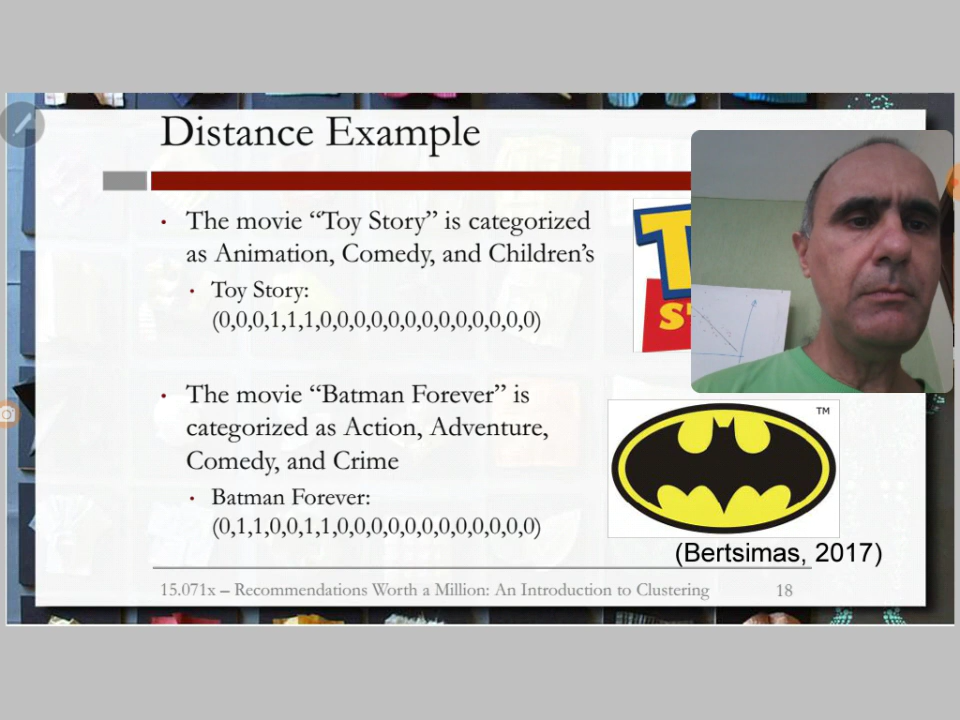 Distance Example
• The movie “Toy Story” is categorized
as Animation, Comedy, and Children’s
• Toy Story:
(0,0,0,1,1,1,0,0,0,0,0,0,0,0,0,0,0,0,0)
• The movie “Batman Forever” is
categorized as Action, Adventure,
Comedy, and Crime
• Batman Forever:
(0,1,1,0,0,1,1,0,0,0,0,0,0,0,0,0,0,0,0)
T
S
TM
(Bertsimas, 2017)
15.071x – Recommendations Worth a Million: An Introduction to Clustering 18